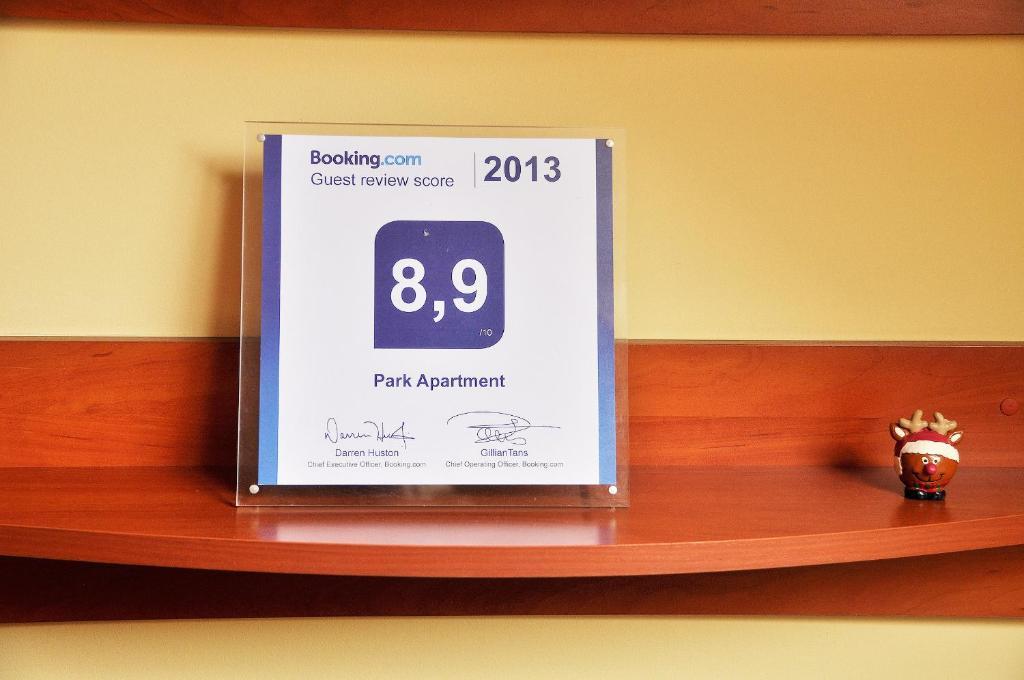 Booking.com
Guest review score
2013
8,9
/10
Park Apartment
Darren Huston
Chief Executive Officer, Booking.com
GillianTans
Chief Operating Officer, Booking.com